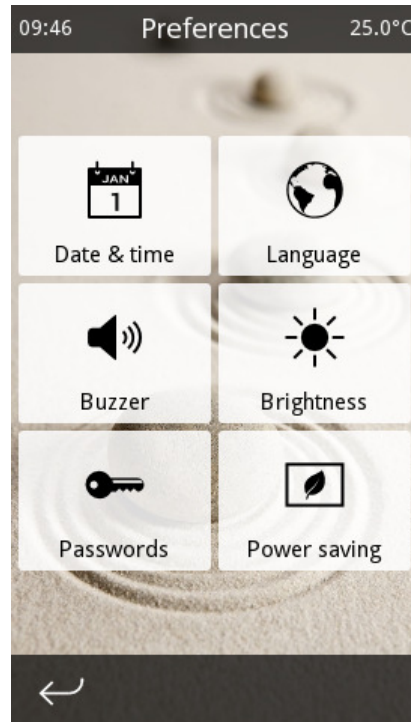 09:46 Preferences 25.0°C
JAN
1
Date & time
Language
Buzzer
Brightness
Passwords
Power saving